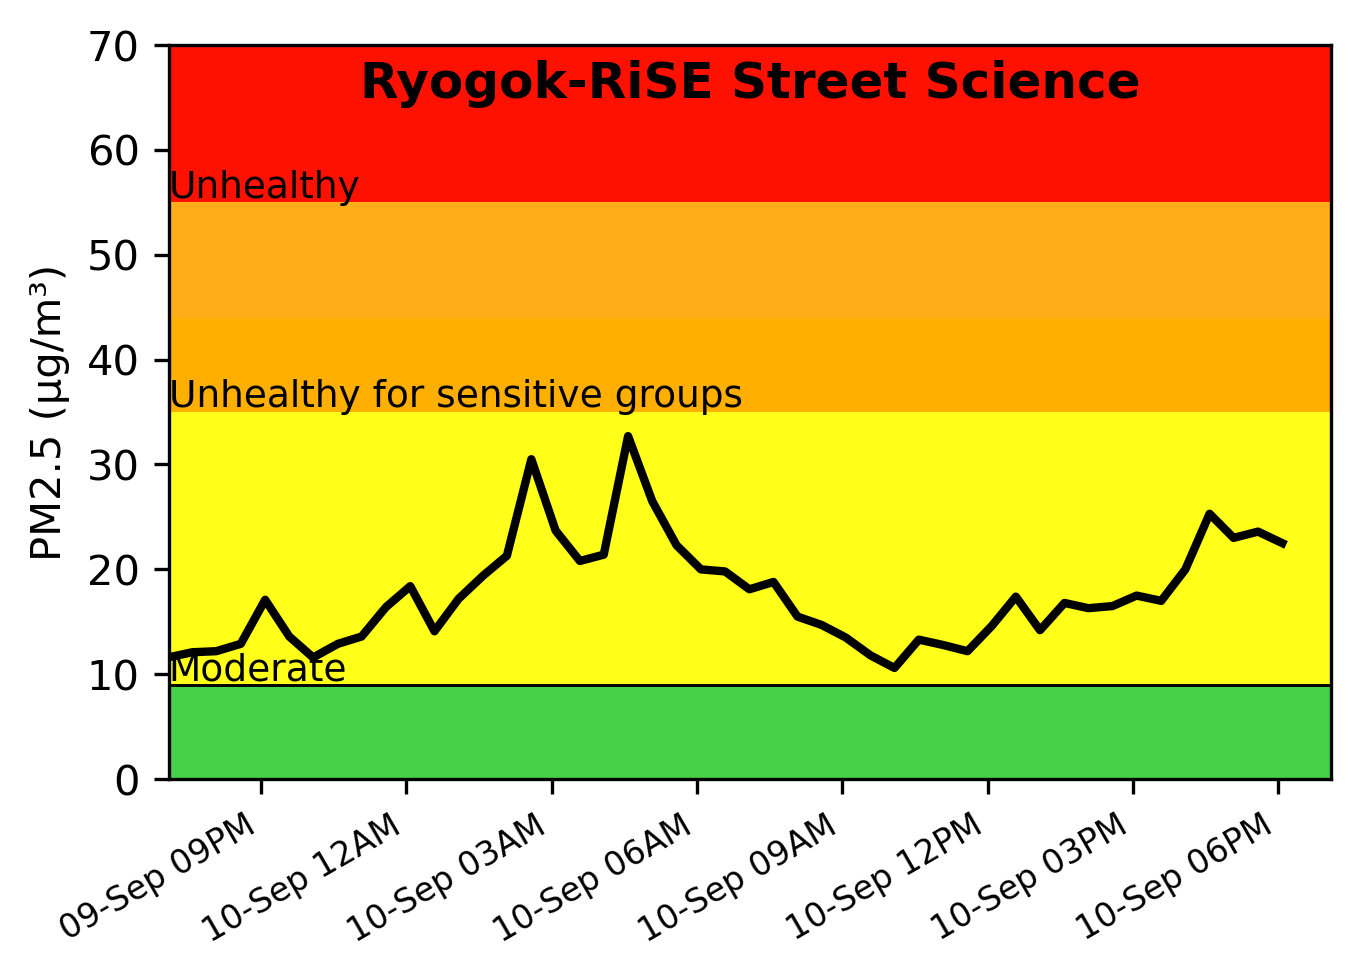 Ryogok-RiSE Street Science
70
60
50
40
30
20
10
0
PM2.5 (µg/m³)
Unhealthy
Unhealthy for sensitive groups
Moderate
09-Sep 09PM
10-Sep 12AM
10-Sep 03AM
10-Sep 06AM
10-Sep 09AM
10-Sep 12PM
10-Sep 03PM
10-Sep 06PM